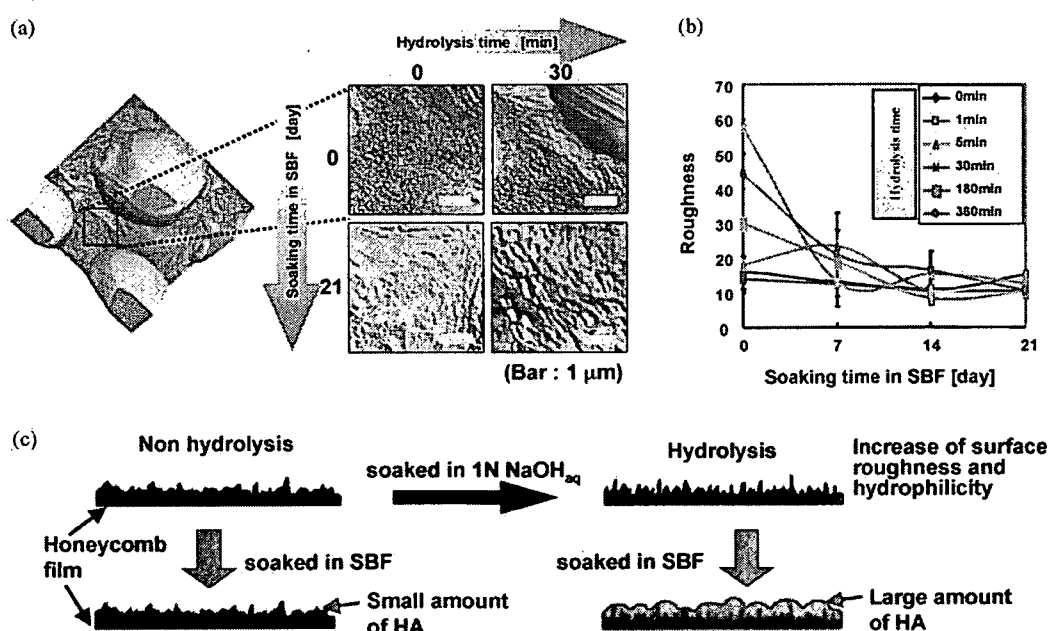 (a)
Hydrolysis time [min]
0
30
Soaking time in SBF [day]
0
21
(Bar : 1 μm)
(b)
Roughness
70
60
50
40
30
20
10
0
0
7
14
21
Soaking time in SBF [day]
Hydrolysis time
0min
1min
5min
30min
180min
360min
(c)
Non hydrolysis
soaked in 1N NaOHaq
Hydrolysis
Increase of surface
roughness and
hydrophilicity
Honeycomb
film
soaked in SBF
soaked in SBF
Small amount
of HA
Large amount
of HA